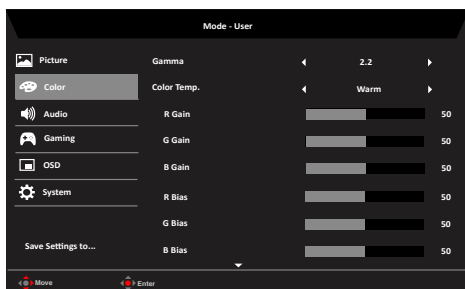 Mode - User
Picture
Color
Audio
Gaming
OSD
System
Save Settings to...
Gamma 2.2
Color Temp. Warm
R Gain 50
G Gain 50
B Gain 50
R Bias 50
G Bias 50
B Bias 50
Move Enter